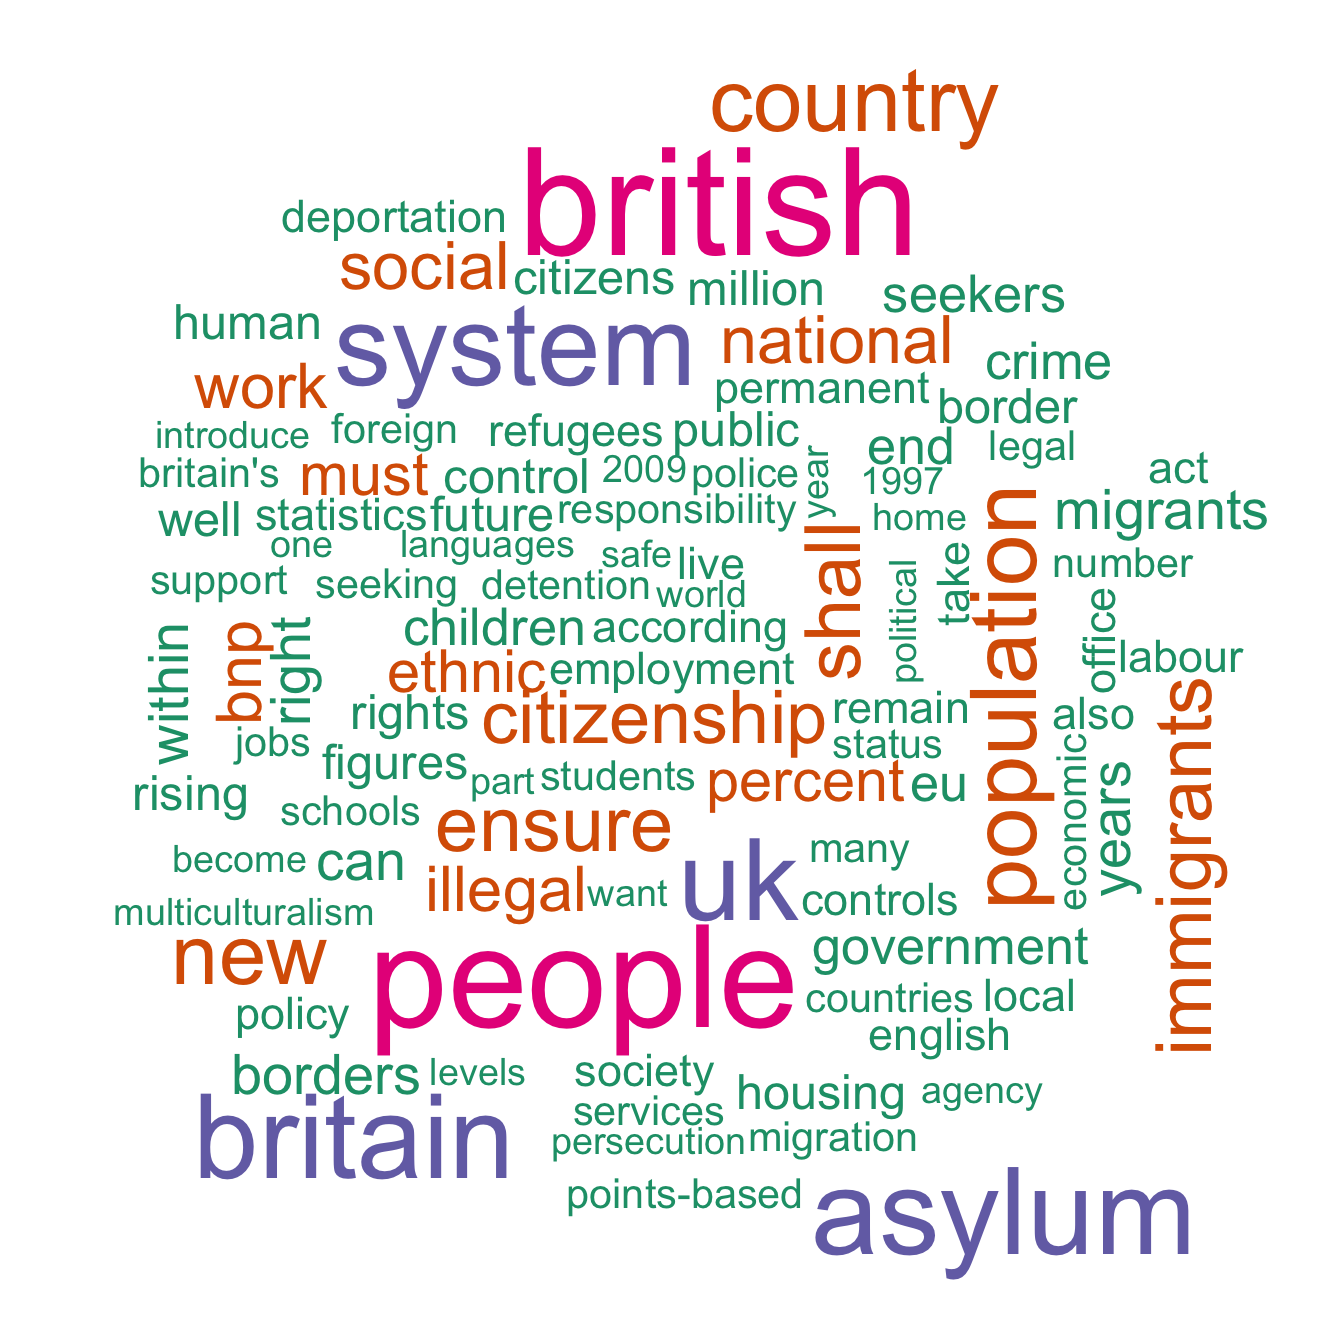 country
british
deportation
social
citizens
million
seekers
human
system
national
crime
work
permanent
border
introduce
foreign
refugees
public
end
legal
britain's
must
control
2009
police
year
1997
act
well
statistics
future
responsibility
home
migrants
one
languages
safe
live
shall
political
take
population
number
support
seeking
detention
world
children
according
office
labour
within
bnp
right
ethnic
employment
rights
citizenship
remain
also
jobs
status
figures
part
students
percent
eu
economic
years
immigrants
rising
schools
ensure
become
can
uk
many
illegal
want
controls
multiculturalism
new
people
government
policy
countries
local
english
borders
levels
society
housing
agency
britain
services
persecution
migration
points-based
asylum